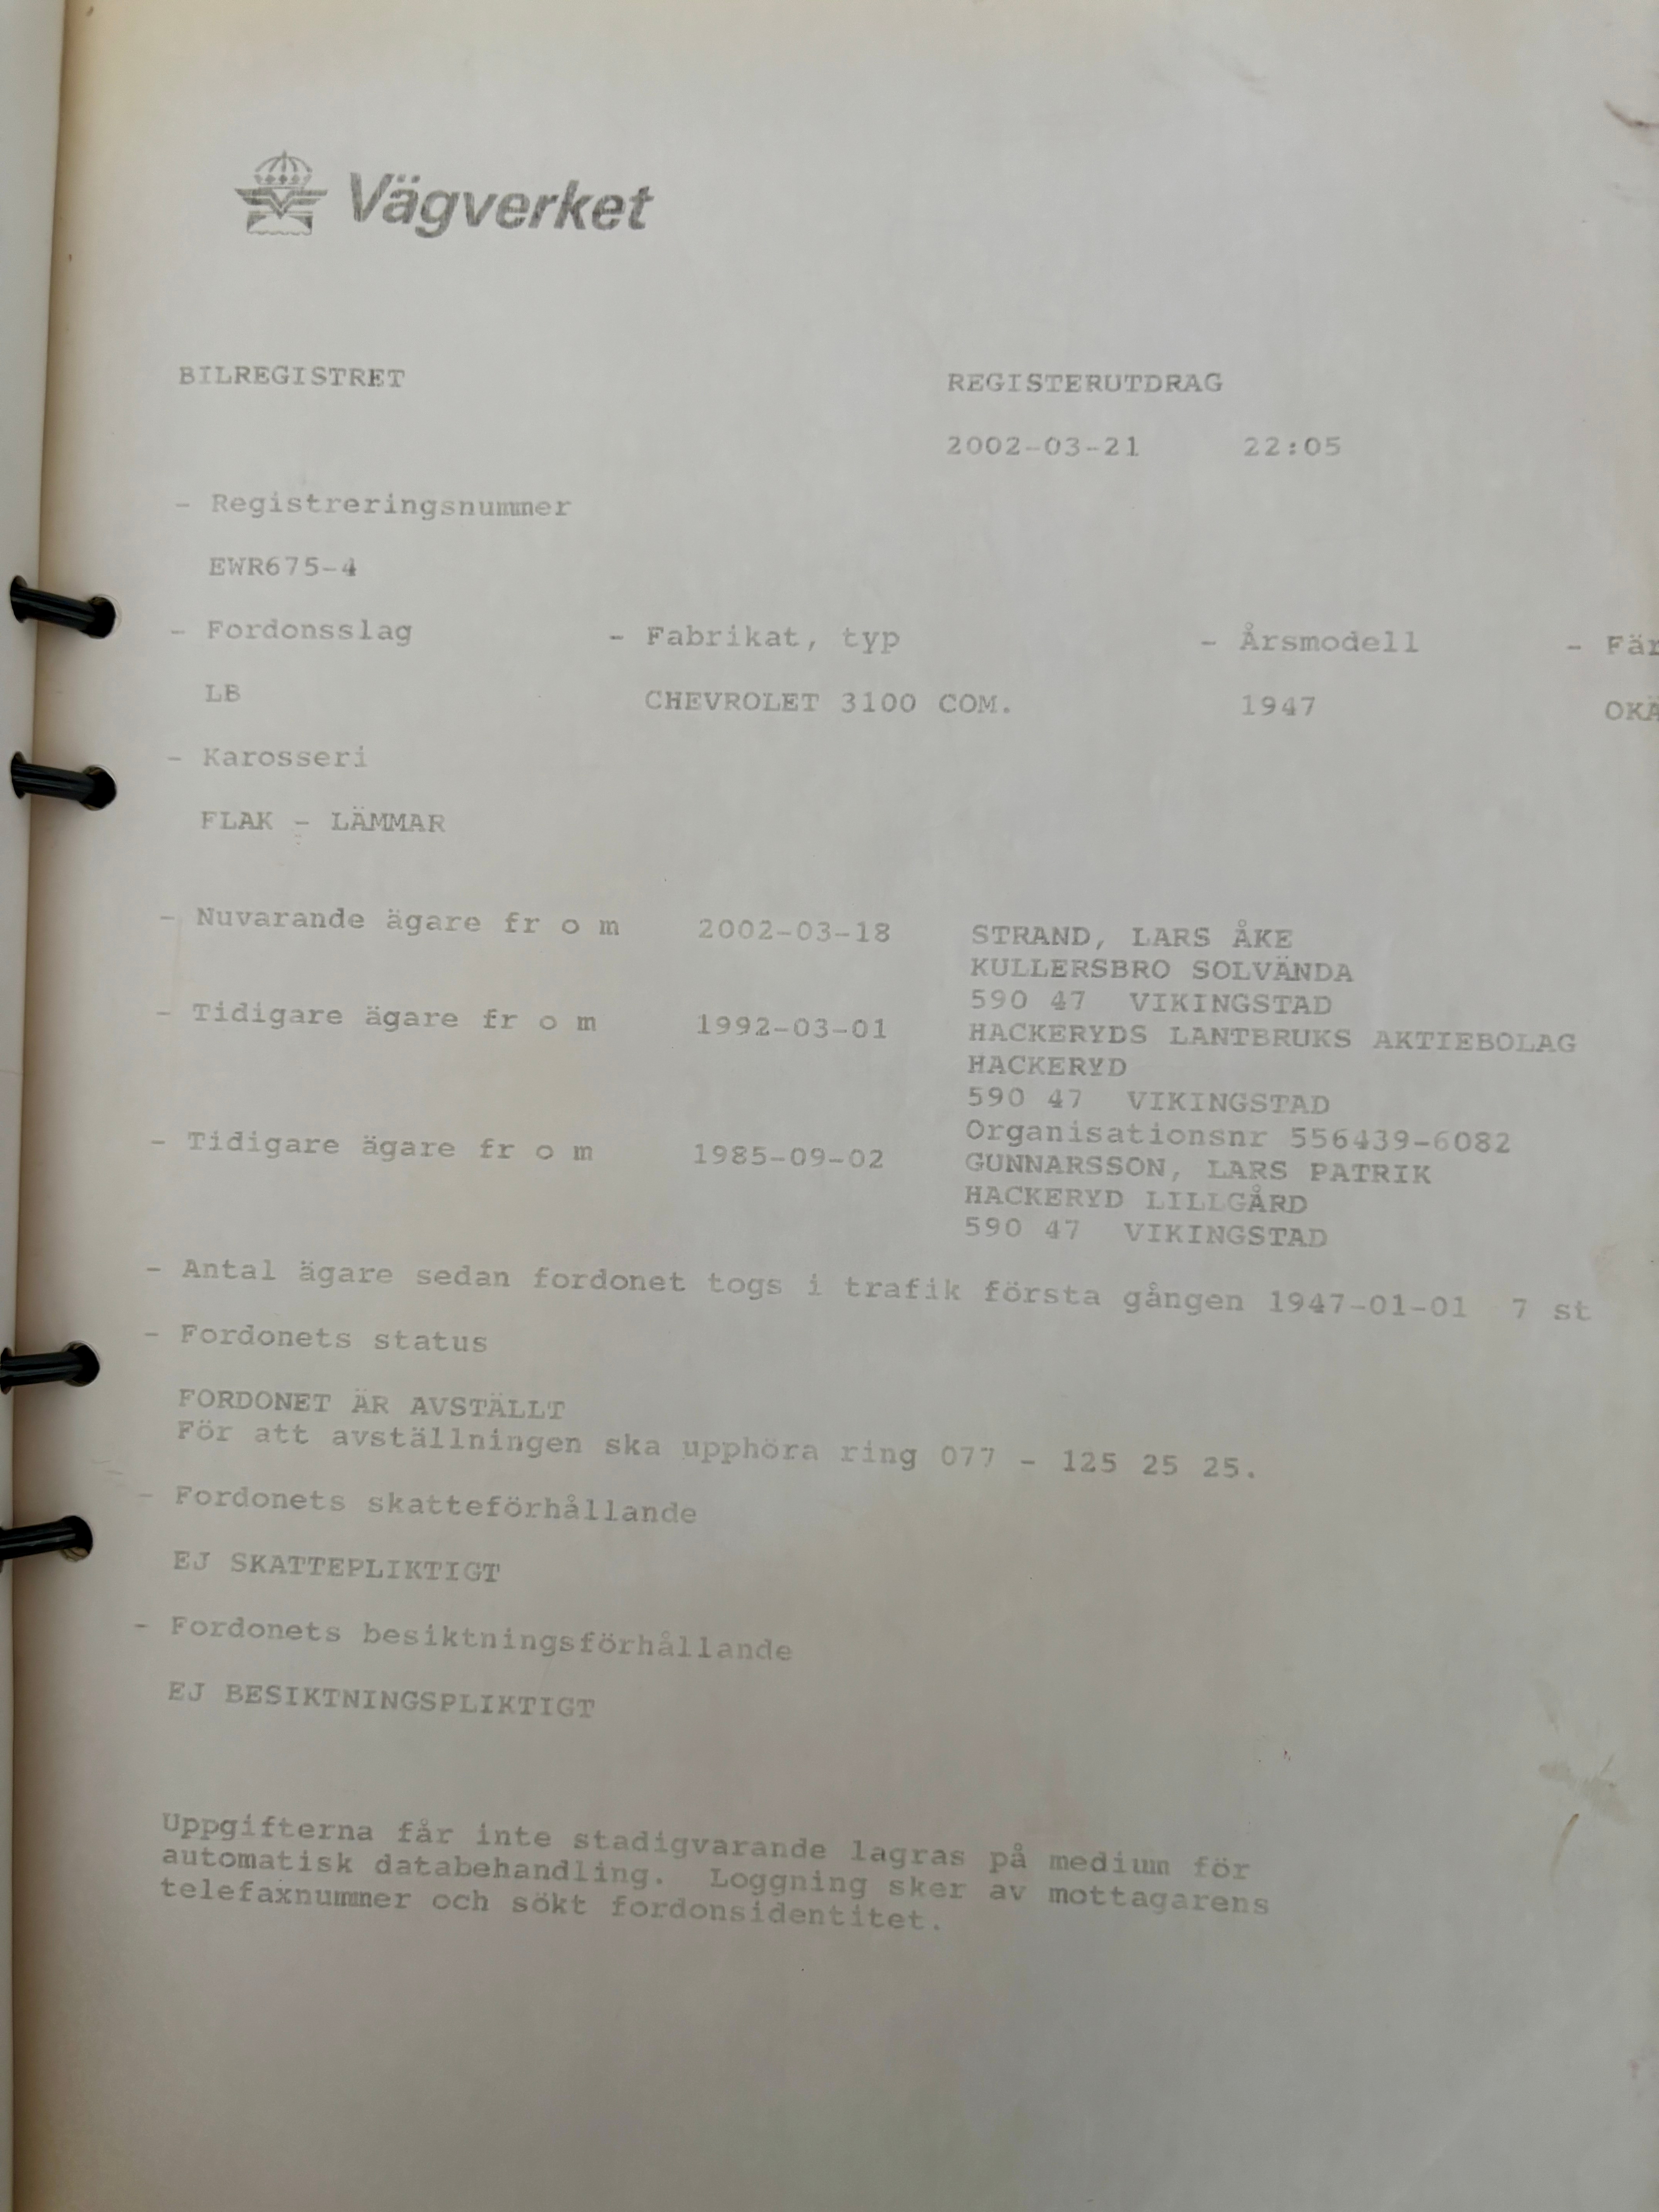 Vägverket
BILREGISTRET REGISTERUTDRAG
2002-03-21 22:05
- Registreringsnummer
EWR675-4
- Fordonsslag - Fabrikat, typ - Årsmodell - Fär
LB CHEVROLET 3100 COM. 1947 OKÄ
- Karosseri
FLAK - LÄMMAR
- Nuvarande ägare fr o m 2002-03-18 STRAND, LARS ÅKE
KULLERSBRO SOLVÄNDA
590 47 VIKINGSTAD
- Tidigare ägare fr o m 1992-03-01 HACKERYDS LANTBRUKS AKTIEBOLAG
HACKERYD
590 47 VIKINGSTAD
Organisationsnr 556439-6082
- Tidigare ägare fr o m 1985-09-02 GUNNARSSON, LARS PATRIK
HACKERYD LILLGÅRD
590 47 VIKINGSTAD
- Antal ägare sedan fordonet togs i trafik första gången 1947-01-01 7 st
- Fordonets status
FORDONET ÄR AVSTÄLLT
För att avställningen ska upphöra ring 077 - 125 25 25.
- Fordonets skatteförhållande
EJ SKATTEPLIKTIGT
- Fordonets besiktningsförhållande
EJ BESIKTNINGSPLIKTIGT
Uppgifterna får inte stadigvarande lagras på medium för
automatisk databehandling. Loggning sker av mottagarens
telefaxnummer och sökt fordonsidentitet.